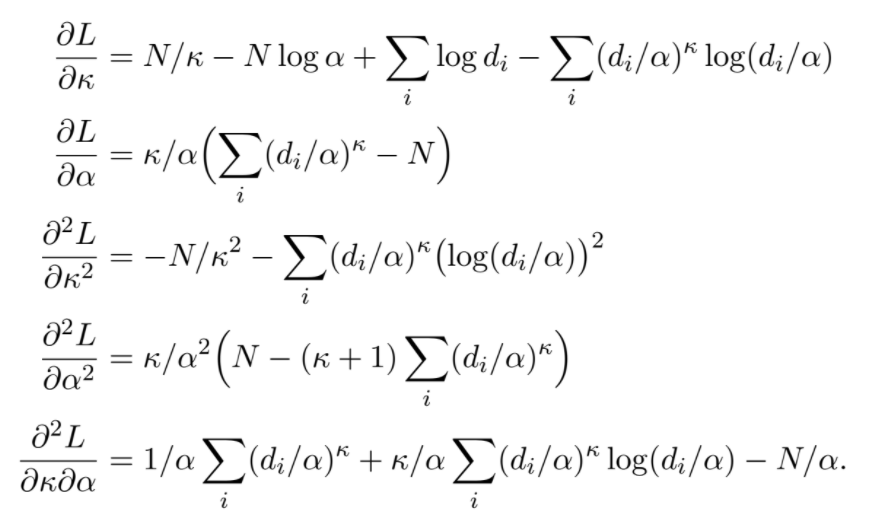 ∂L/∂κ = N/κ − N log α + ∑_i log d_i − ∑_i (d_i/α)^κ log(d_i/α)
∂L/∂α = κ/α(∑_i (d_i/α)^κ − N)
∂²L/∂κ² = −N/κ² − ∑_i (d_i/α)^κ (log(d_i/α))²
∂²L/∂α² = κ/α²(N − (κ + 1) ∑_i (d_i/α)^κ)
∂²L/∂κ∂α = 1/α ∑_i (d_i/α)^κ + κ/α ∑_i (d_i/α)^κ log(d_i/α) − N/α.